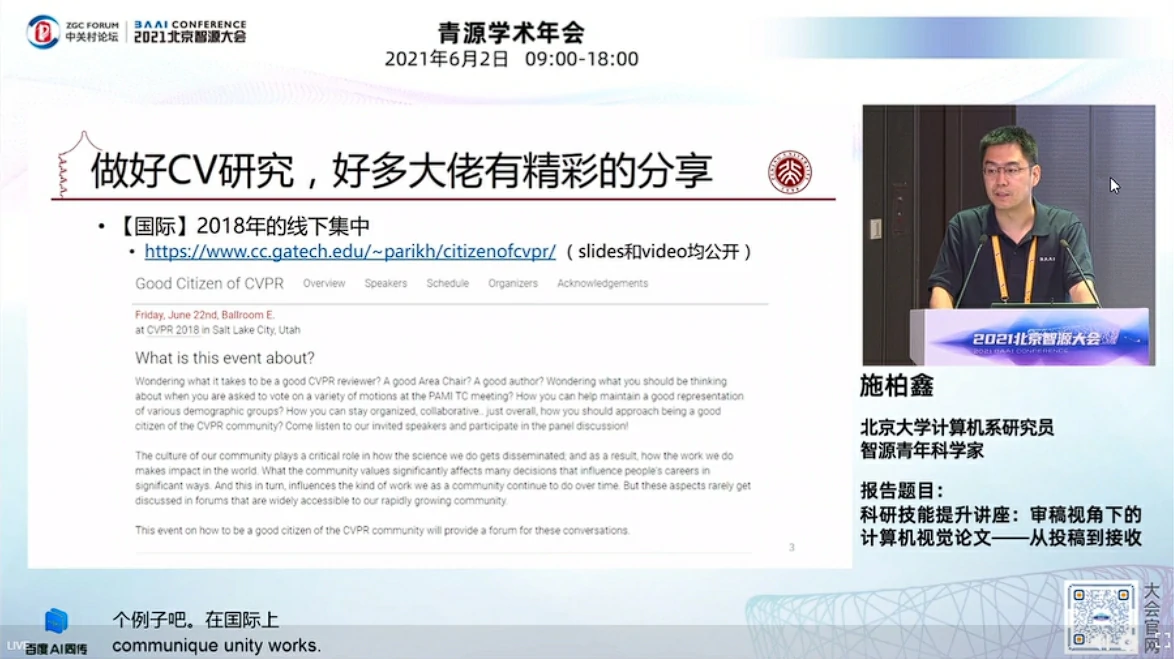 ZGC FORUM
中关村论坛
BAAI CONFERENCE
2021北京智源大会
青源学术年会
2021年6月2日 09:00-18:00
做好CV研究，好多大佬有精彩的分享
• 【国际】2018年的线下集中
• https://www.cc.gatech.edu/~parikh/citizenofcvpr/（slides和video均公开）
Good Citizen of CVPR Overview Speakers Schedule Organizers Acknowledgements
Friday, June 22nd, Ballroom E.
at CVPR 2018 in Salt Lake City, Utah
What is this event about?
Wondering what it takes to be a good CVPR reviewer? A good Area Chair? A good author? Wondering what you should be thinking
about when you are asked to vote on a variety of motions at the PAMI TC meeting? How you can help maintain a good representation
of various demographic groups? How you can stay organized, collaborative.. just overall, how you should approach being a good
citizen of the CVPR community? Come listen to our invited speakers and participate in the panel discussion!
The culture of our community plays a critical role in how the science we do gets disseminated; and as a result, how the work we do
makes impact in the world. What the community values significantly affects many decisions that influence people's careers in
significant ways. And this in turn, influences the kind of work we as a community continue to do over time. But these aspects rarely get
discussed in forums that are widely accessible to our rapidly growing community.
This event on how to be a good citizen of the CVPR community will provide a forum for these conversations.
3
BAAI
2021北京智源大会
2021 BAAI CONFERENCE
施柏鑫
北京大学计算机系研究员
智源青年科学家
报告题目：
科研技能提升讲座：审稿视角下的
计算机视觉论文——从投稿到接收
大会官网
个例子吧。在国际上
communique unity works.
LIVE
百度AI同传